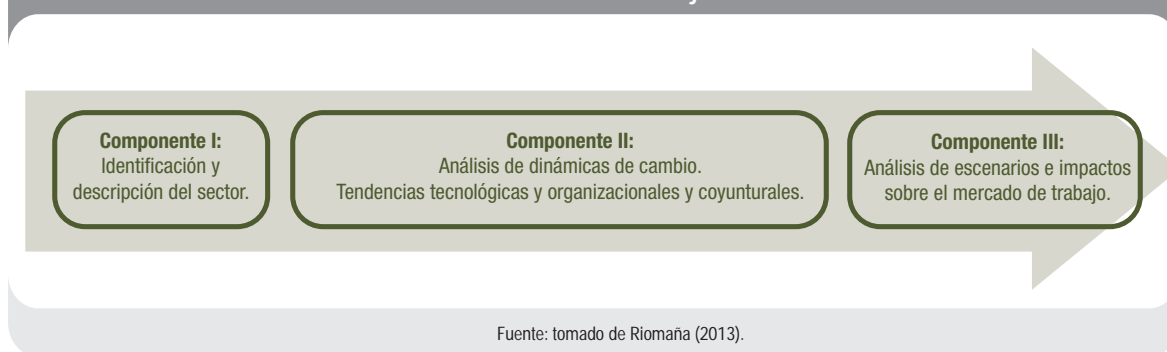 Componente I:
Identificación y
descripción del sector.
Componente II:
Análisis de dinámicas de cambio.
Tendencias tecnológicas y organizacionales y coyunturales.
Componente III:
Análisis de escenarios e impactos
sobre el mercado de trabajo.
Fuente: tomado de Riomaña (2013).